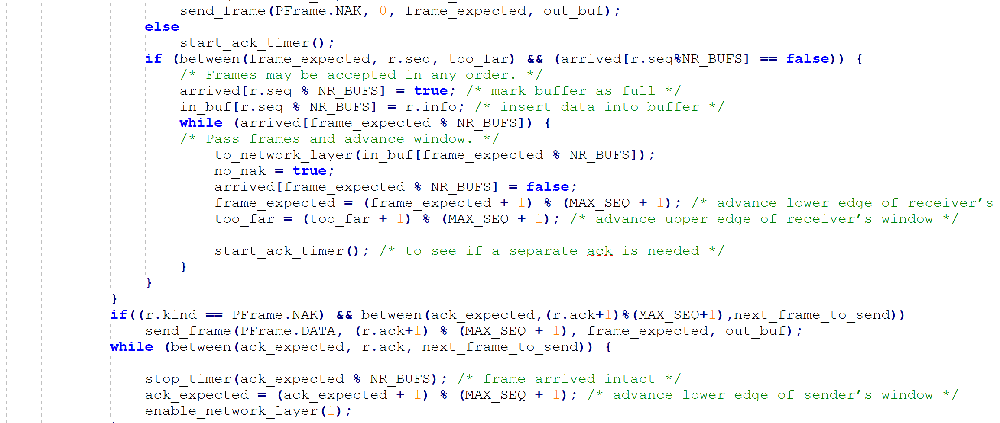 send_frame(PFrame.NAK, 0, frame_expected, out_buf);
else
start_ack_timer();
if (between(frame_expected, r.seq, too_far) && (arrived[r.seq%NR_BUFS] == false)) {
/* Frames may be accepted in any order. */
arrived[r.seq % NR_BUFS] = true; /* mark buffer as full */
in_buf[r.seq % NR_BUFS] = r.info; /* insert data into buffer */
while (arrived[frame_expected % NR_BUFS]) {
/* Pass frames and advance window. */
to_network_layer(in_buf[frame_expected % NR_BUFS]);
no_nak = true;
arrived[frame_expected % NR_BUFS] = false;
frame_expected = (frame_expected + 1) % (MAX_SEQ + 1); /* advance lower edge of receiver’s
too_far = (too_far + 1) % (MAX_SEQ + 1); /* advance upper edge of receiver’s window */
start_ack_timer(); /* to see if a separate ack is needed */
}
}
}
if((r.kind == PFrame.NAK) && between(ack_expected,(r.ack+1)%(MAX_SEQ+1),next_frame_to_send))
send_frame(PFrame.DATA, (r.ack+1) % (MAX_SEQ + 1), frame_expected, out_buf);
while (between(ack_expected, r.ack, next_frame_to_send)) {
stop_timer(ack_expected % NR_BUFS); /* frame arrived intact */
ack_expected = (ack_expected + 1) % (MAX_SEQ + 1); /* advance lower edge of sender’s window */
enable_network_layer(1);